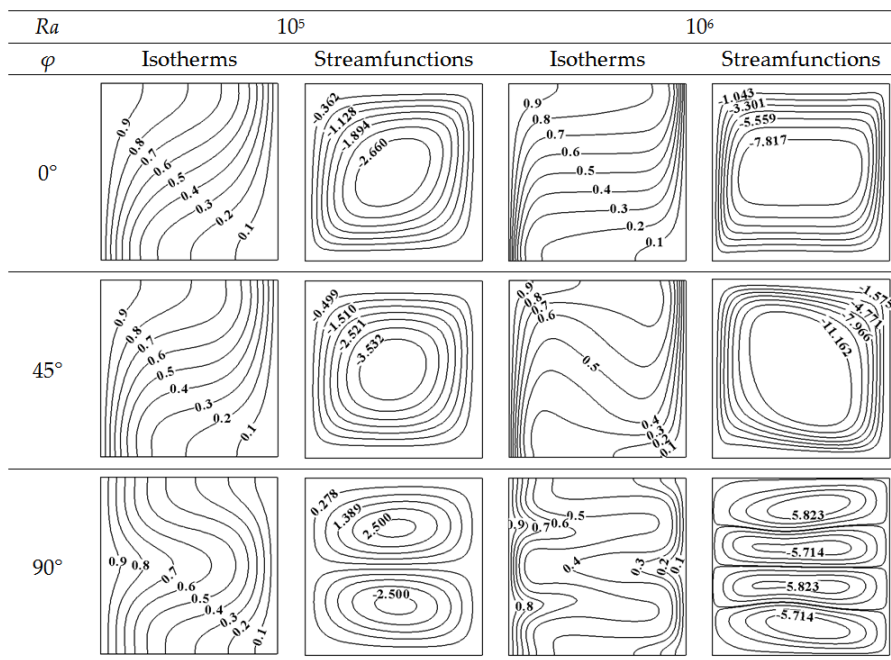 Ra 10⁵ 10⁶
φ Isotherms Streamfunctions Isotherms Streamfunctions
0°
0.9 0.8 0.7 0.6 0.5 0.4 0.3 0.2 0.1
-0.362 -1.128 -1.894 -2.660
0.9 0.8 0.7 0.6 0.5 0.4 0.3 0.2 0.1
-1.043 -3.301 -5.559 -7.817
45°
0.9 0.8 0.7 0.6 0.5 0.4 0.3 0.2 0.1
-0.499 -1.510 -2.521 -3.532
0.9 0.8 0.7 0.6 0.5 0.4 0.3 0.2 0.1
-1.575 -4.771 -7.966 -11.162
90°
0.9 0.8 0.7 0.6 0.5 0.4 0.3 0.2 0.1
0.278 1.389 2.500 -2.500
0.9 0.7 0.6 0.5 0.4 0.3 0.2 0.1 0.8
5.823 -5.714 5.823 -5.714